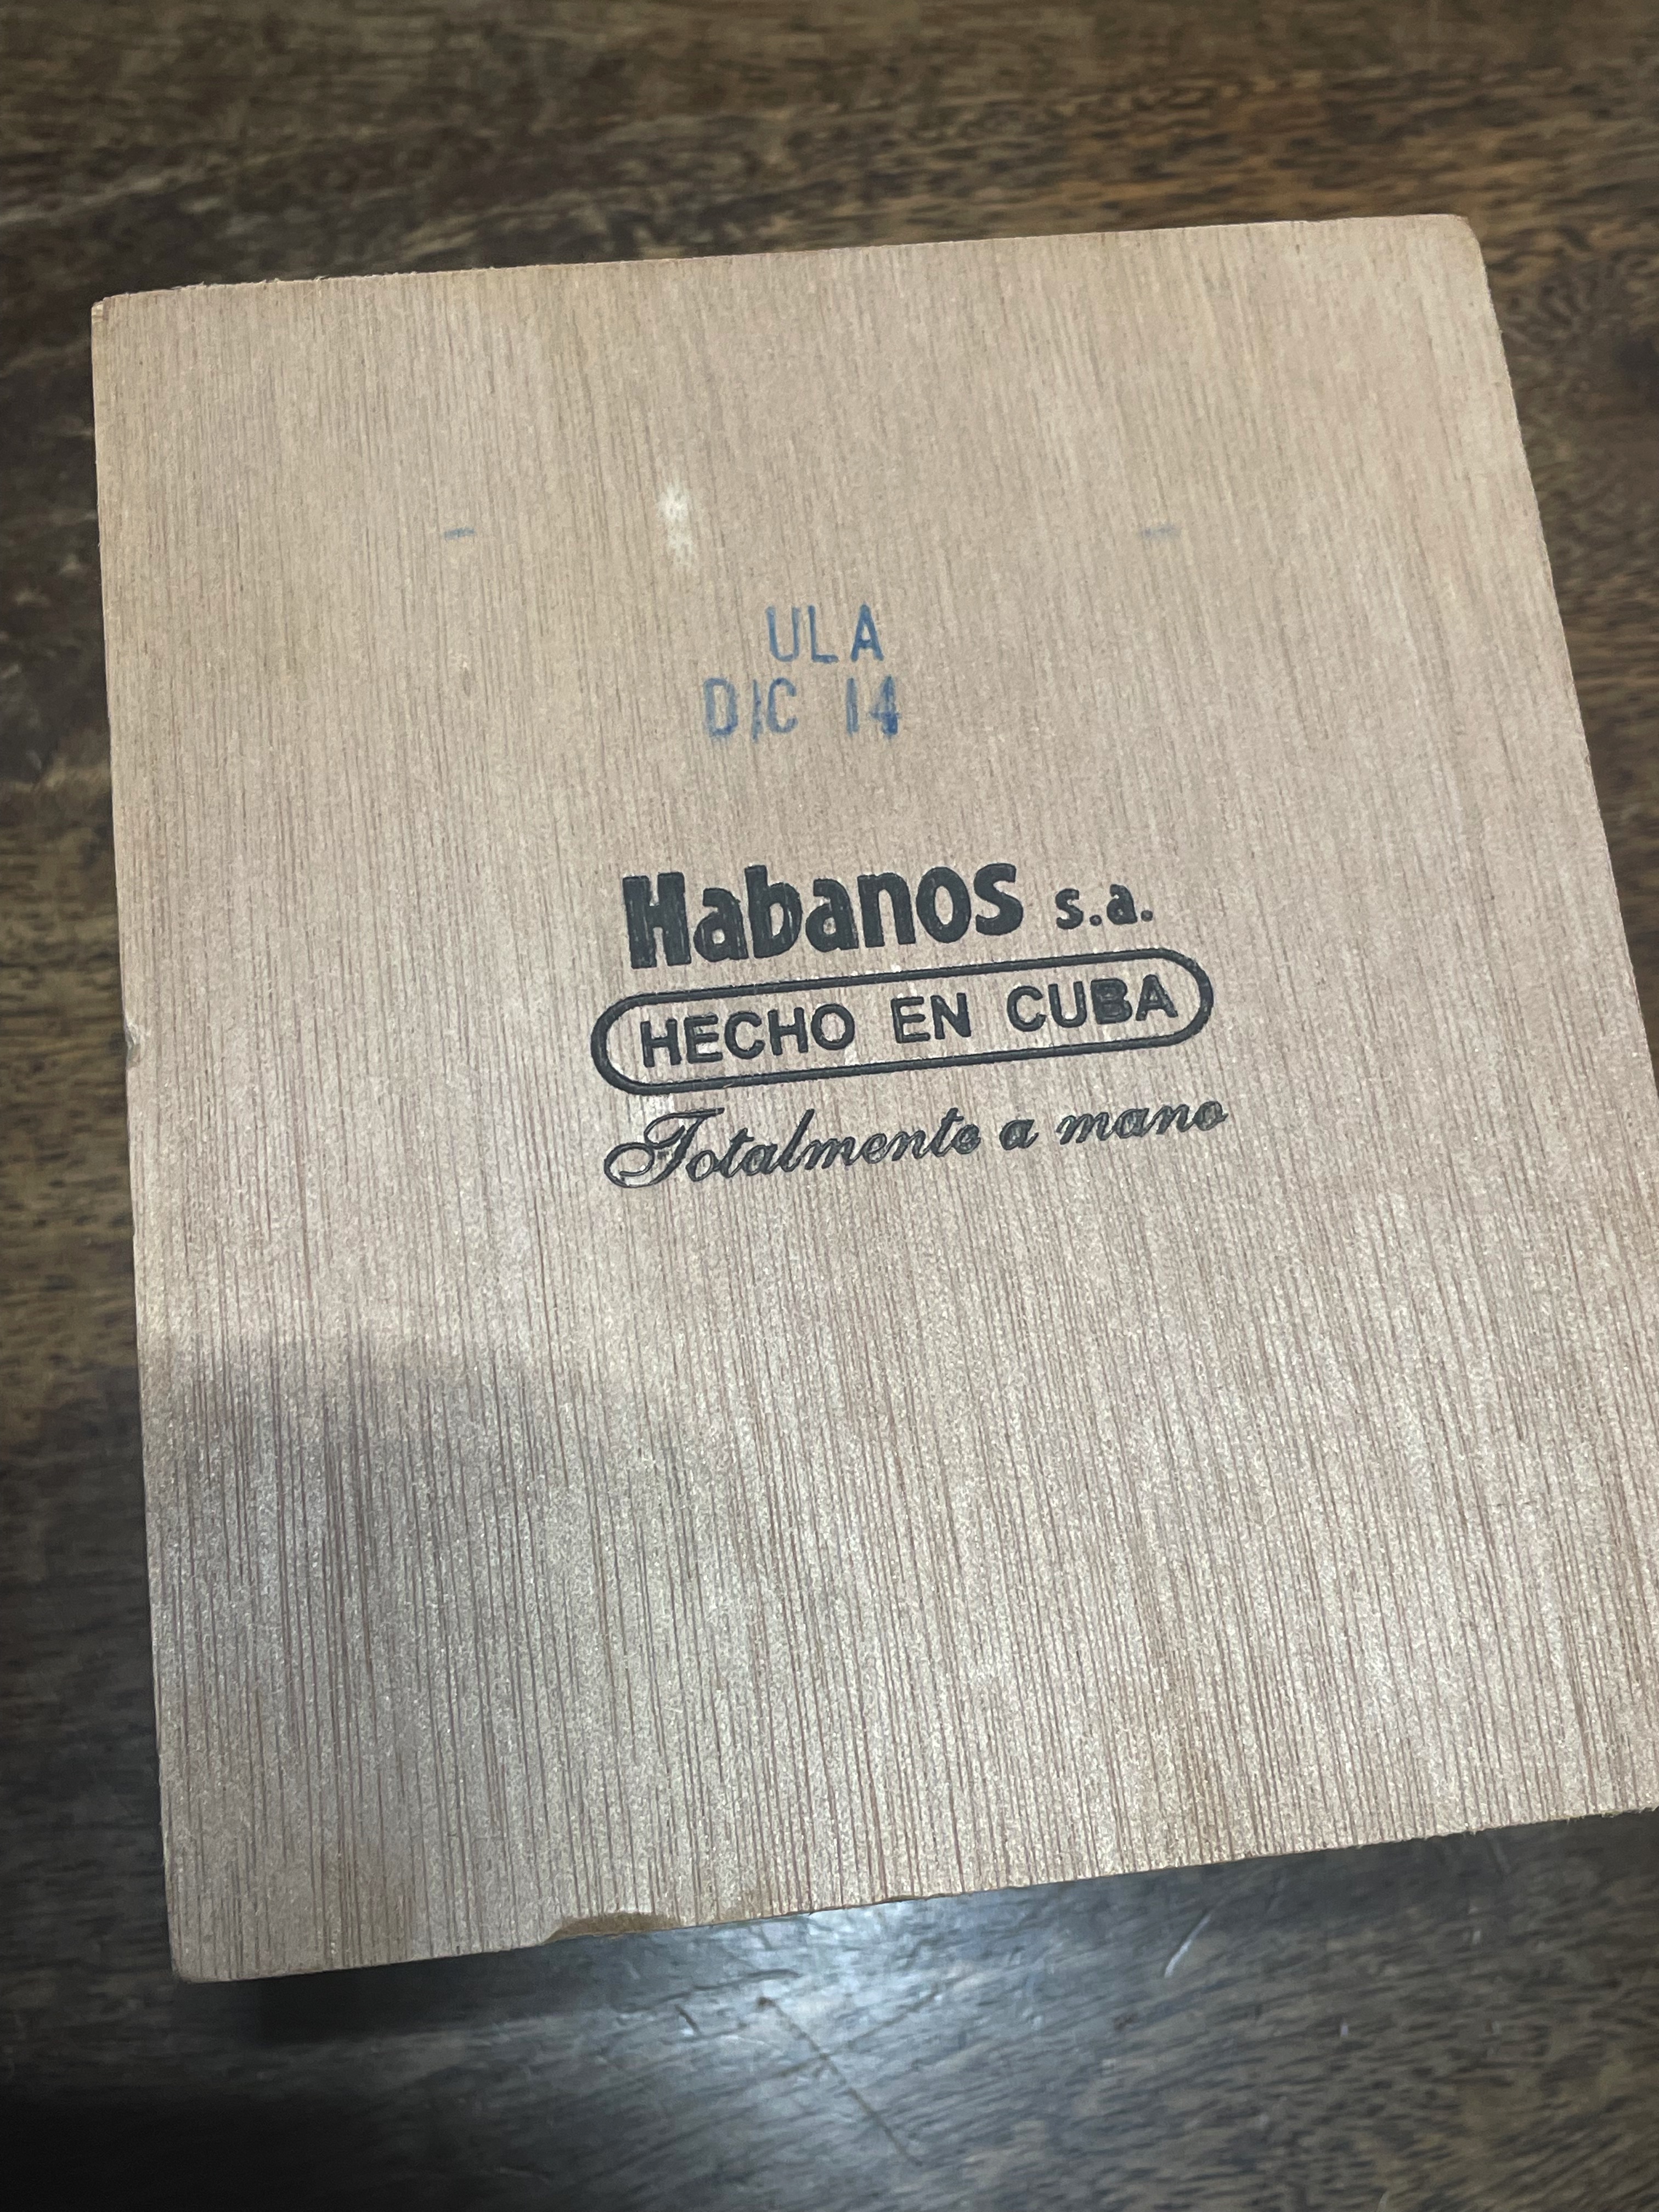 ULA
DIC 14
Habanos s.a.
HECHO EN CUBA
Totalmente a mano